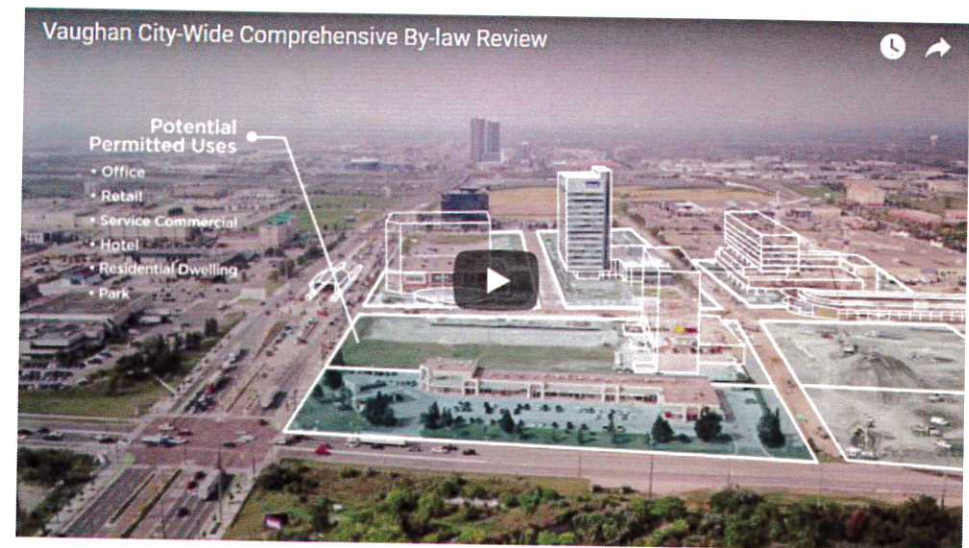 Vaughan City-Wide Comprehensive By-law Review
Potential
Permitted Uses
• Office
• Retail
• Service Commercial
• Hotel
• Residential Dwelling
• Park